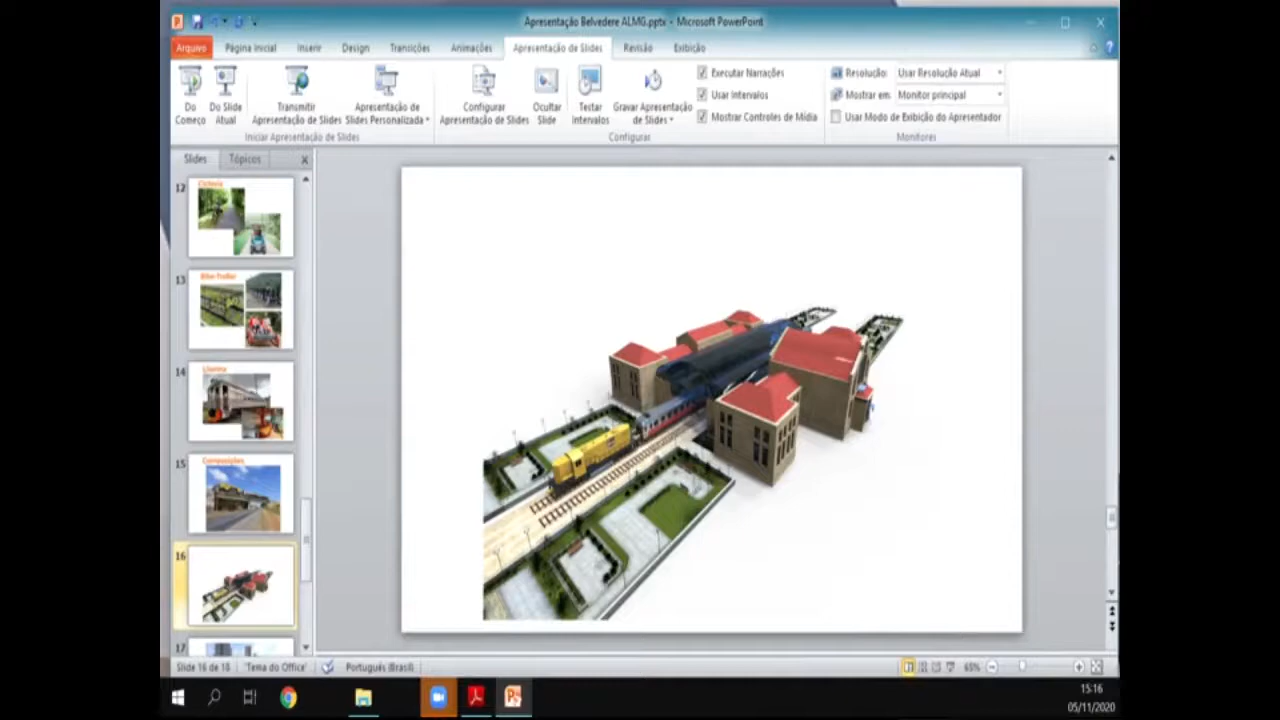 Apresentação Belvedere ALMG.pptx - Microsoft PowerPoint
Arquivo Página Inicial Inserir Design Transições Animações Apresentação de Slides Revisão Exibição
Do Começo
Do Slide Atual
Transmitir Apresentação de Slides
Apresentação de Slides Personalizada
Iniciar Apresentação de Slides
Configurar Apresentação de Slides
Ocultar Slide
Testar Intervalos
Gravar Apresentação de Slides
Executar Narrações
Usar Intervalos
Mostrar Controles de Mídia
Configurar
Resolução: Usar Resolução Atual
Mostrar em: Monitor principal
Usar Modo de Exibição do Apresentador
Monitores
Slides Tópicos
12
Ciclovia
13
14
Litorina
15
Composições
16
17
Slide 16 de 18 "Tema do Office" Português (Brasil) 65%
15:16
05/11/2020